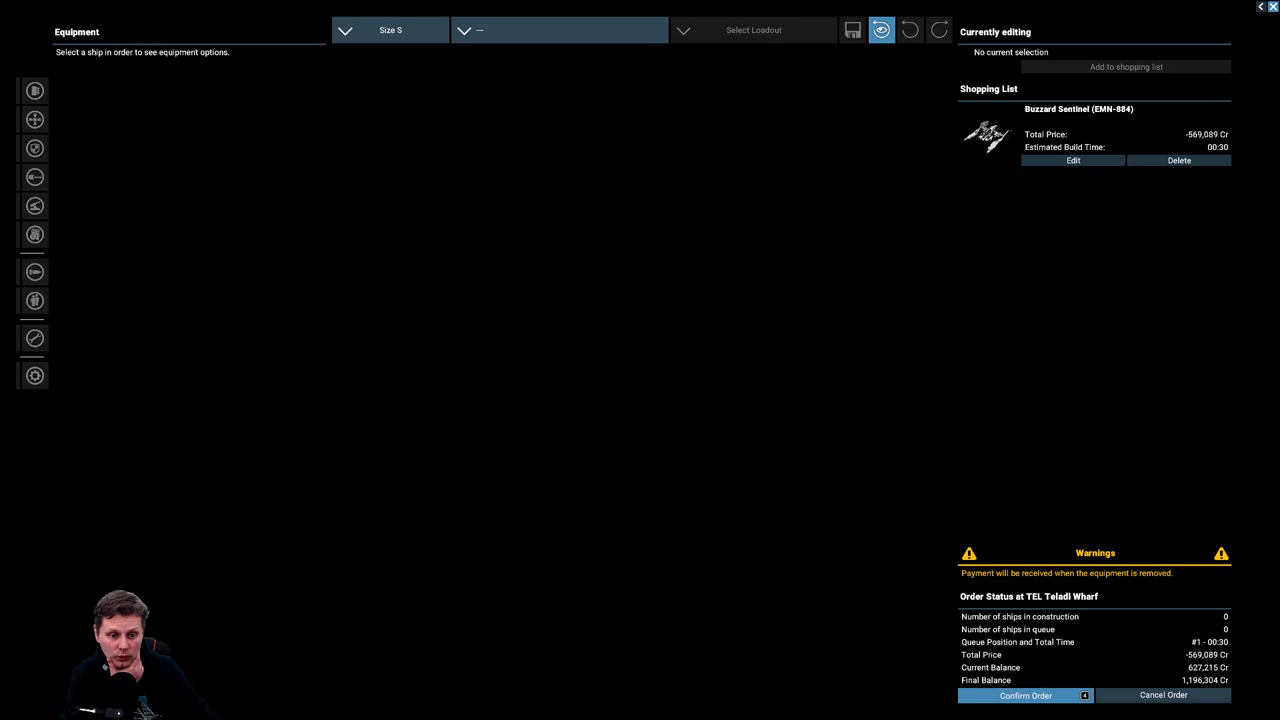 Equipment
Select a ship in order to see equipment options.
Size S
---
Select Loadout
Currently editing
No current selection
Add to shopping list
Shopping List
Buzzard Sentinel (EMN-884)
Total Price: -569,089 Cr
Estimated Build Time: 00:30
Edit Delete
Warnings
Payment will be received when the equipment is removed.
Order Status at TEL Teladi Wharf
Number of ships in construction 0
Number of ships in queue 0
Queue Position and Total Time #1 - 00:30
Total Price -569,089 Cr
Current Balance 627,215 Cr
Final Balance 1,196,304 Cr
Confirm Order 4 Cancel Order